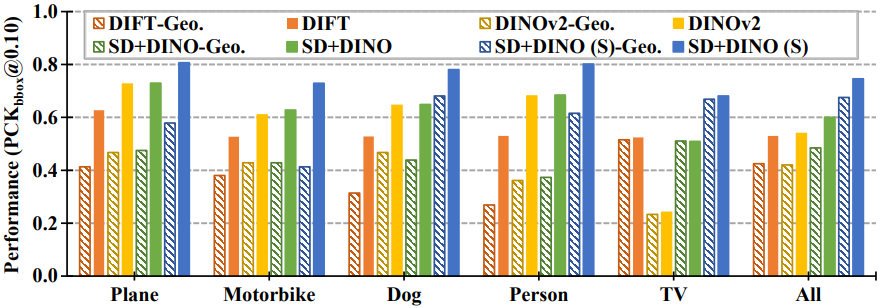 DIFT-Geo. DIFT DINOv2-Geo. DINOv2
SD+DINO-Geo. SD+DINO SD+DINO (S)-Geo. SD+DINO (S)
Performance (PCKbbox@0.10)
1.0
0.8
0.6
0.4
0.2
0.0
Plane Motorbike Dog Person TV All